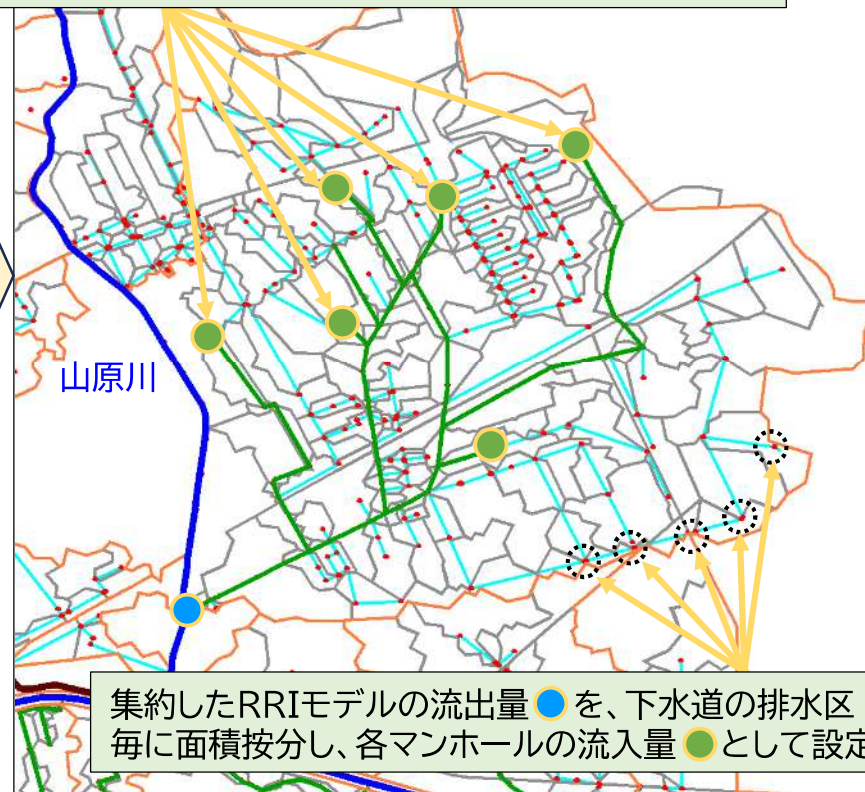 山原川
集約したRRIモデルの流出量 を、下水道の排水区
毎に面積按分し、各マンホールの流入量 として設定